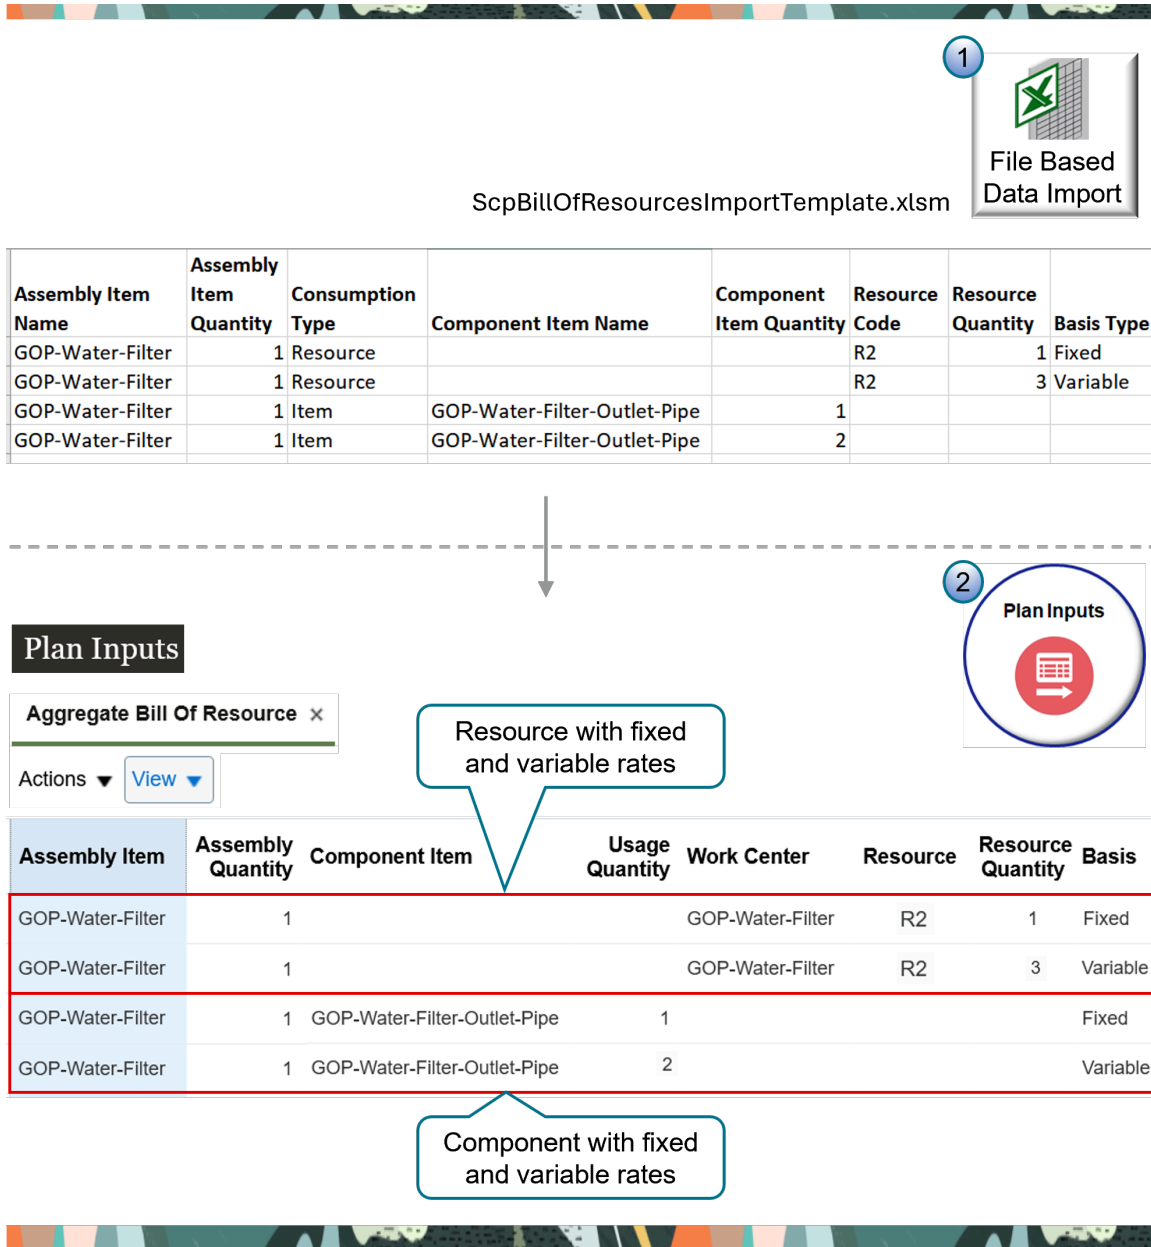 1
File Based
Data Import
ScpBillOfResourcesImportTemplate.xlsm
Assembly Item Name Assembly Item Quantity Consumption Type Component Item Name Component Item Quantity Resource Code Resource Quantity Basis Type
GOP-Water-Filter 1 Resource R2 1 Fixed
GOP-Water-Filter 1 Resource R2 3 Variable
GOP-Water-Filter 1 Item GOP-Water-Filter-Outlet-Pipe 1
GOP-Water-Filter 1 Item GOP-Water-Filter-Outlet-Pipe 2
2
Plan Inputs
Plan Inputs
Aggregate Bill Of Resource ×
Actions View
Resource with fixed
and variable rates
Assembly Item Assembly Quantity Component Item Usage Quantity Work Center Resource Resource Quantity Basis
GOP-Water-Filter 1 GOP-Water-Filter R2 1 Fixed
GOP-Water-Filter 1 GOP-Water-Filter R2 3 Variable
GOP-Water-Filter 1 GOP-Water-Filter-Outlet-Pipe 1 Fixed
GOP-Water-Filter 1 GOP-Water-Filter-Outlet-Pipe 2 Variable
Component with fixed
and variable rates